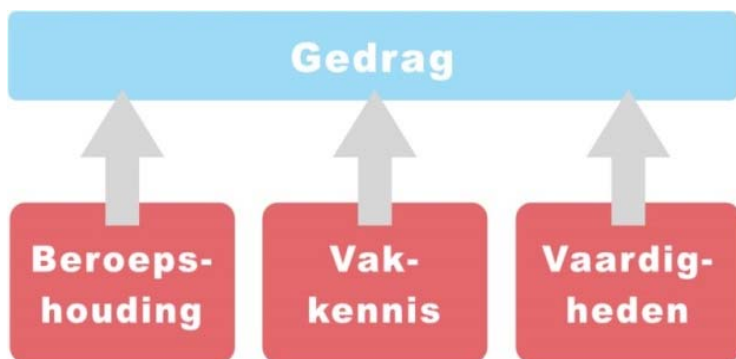 Gedrag
Beroeps-
houding
Vak-
kennis
Vaardig-
heden